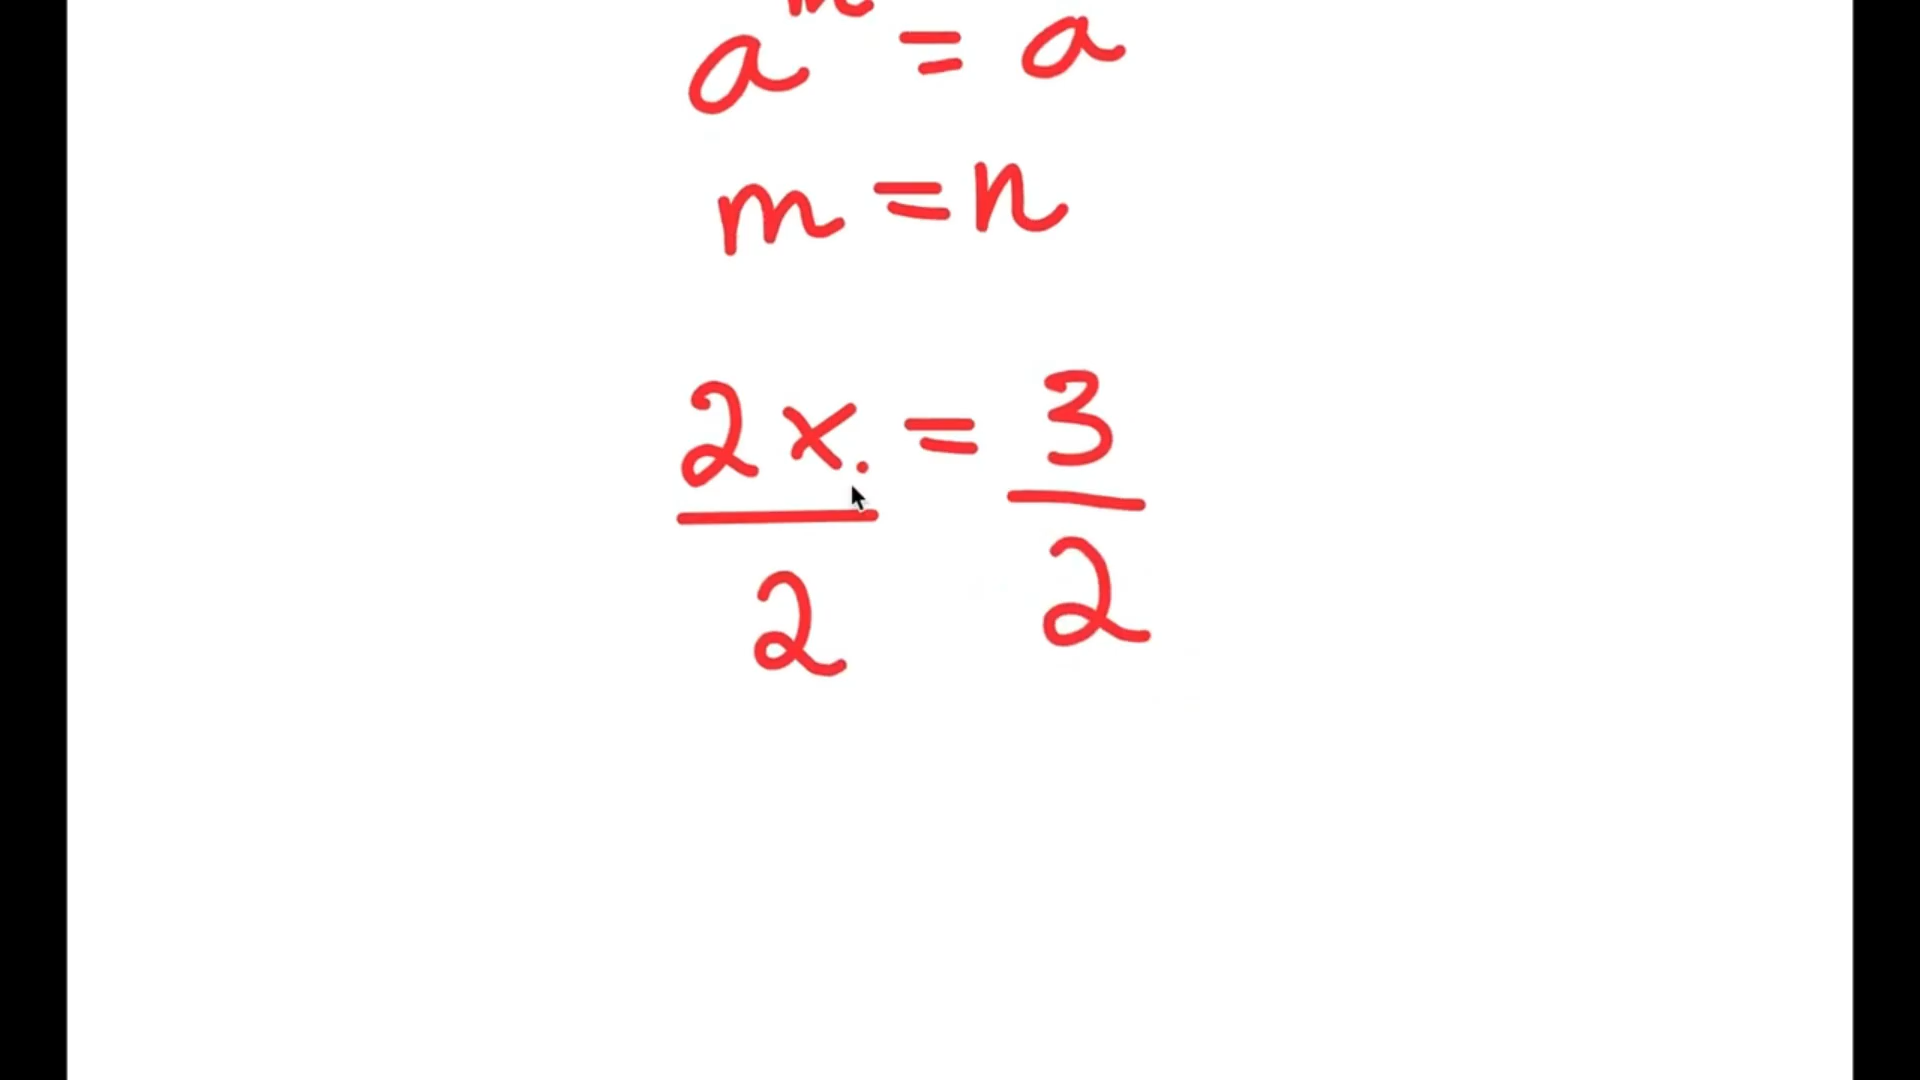 a^m = a
m = n
2x. = 3
2 2